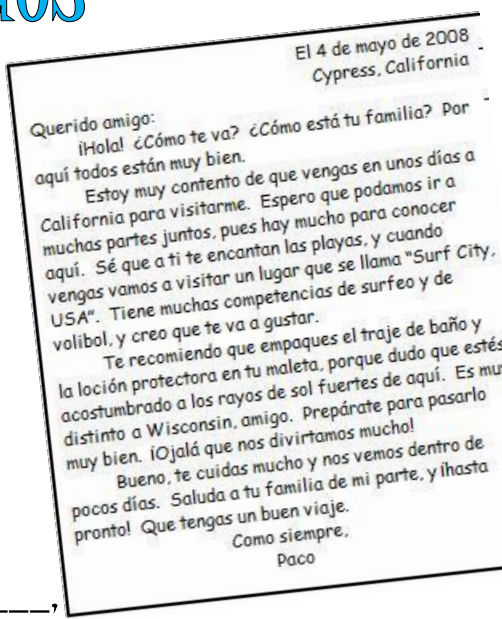 El 4 de mayo de 2008
Cypress, California
Querido amigo:
¡Hola! ¿Cómo te va? ¿Cómo está tu familia? Por
aquí todos están muy bien.
Estoy muy contento de que vengas en unos días a
California para visitarme. Espero que podamos ir a
muchas partes juntos, pues hay mucho para conocer
aquí. Sé que a ti te encantan las playas, y cuando
vengas vamos a visitar un lugar que se llama "Surf City,
USA". Tiene muchas competencias de surfeo y de
volibol, y creo que te va a gustar.
Te recomiendo que empaques el traje de baño y
la loción protectora en tu maleta, porque dudo que estés
acostumbrado a los rayos de sol fuertes de aquí. Es mu
distinto a Wisconsin, amigo. Prepárate para pasarlo
muy bien. ¡Ojalá que nos divirtamos mucho!
Bueno, te cuidas mucho y nos vemos dentro de
pocos días. Saluda a tu familia de mi parte, y ¡hasta
pronto! Que tengas un buen viaje.
Como siempre,
Paco